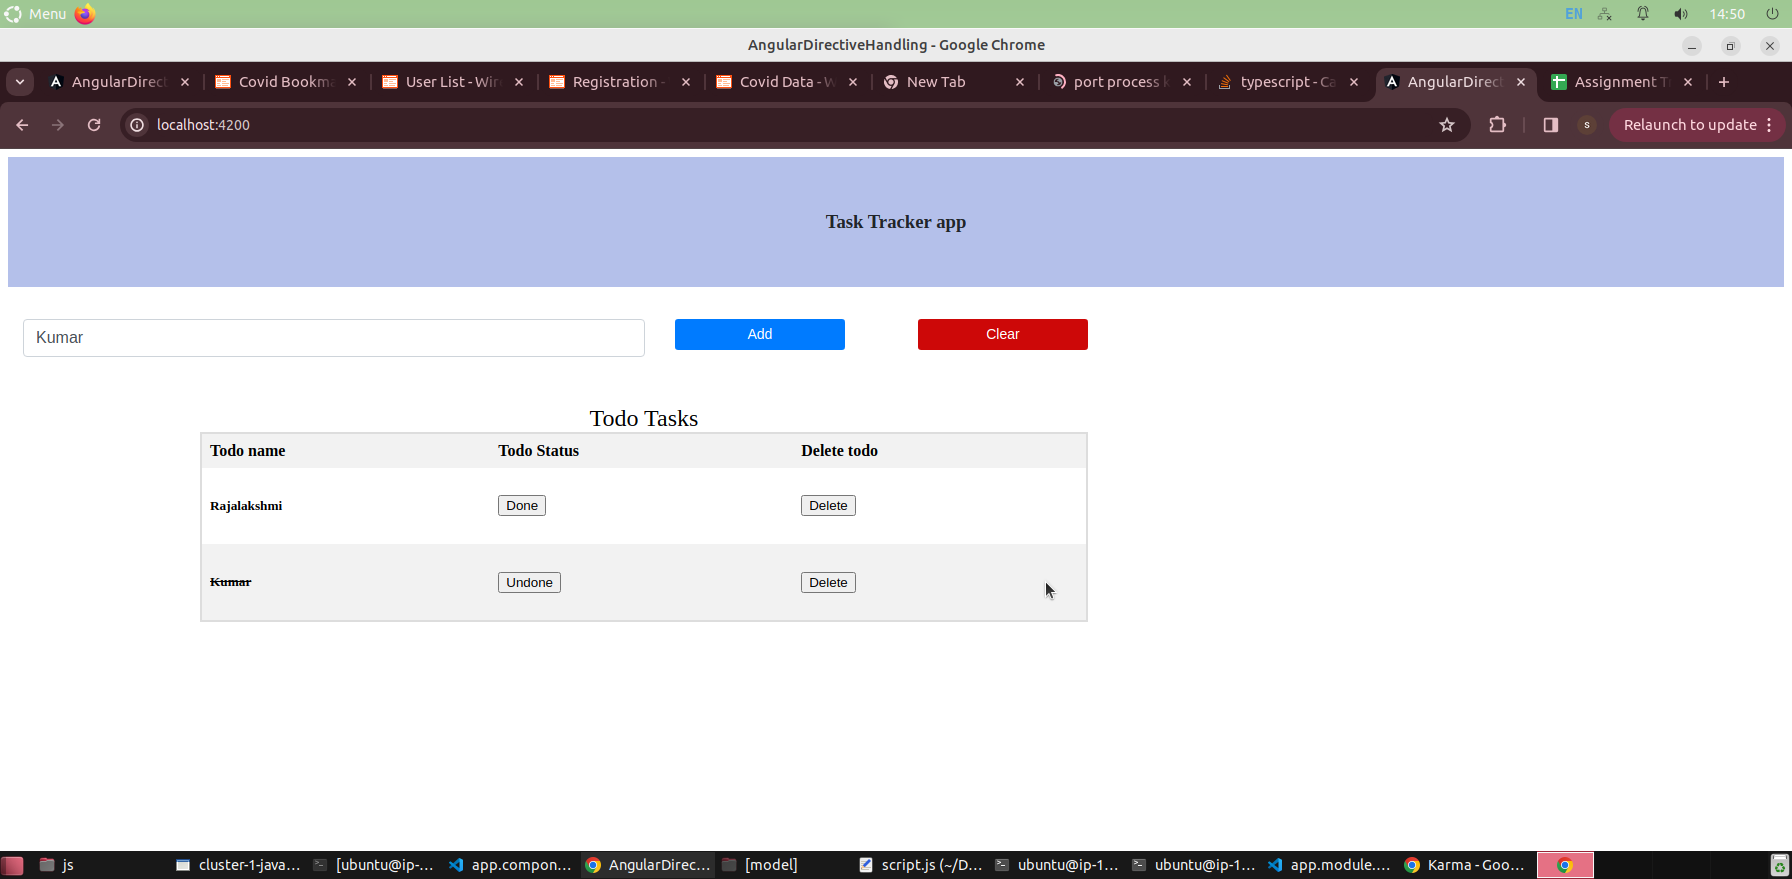 Menu
EN
14:50
AngularDirectiveHandling - Google Chrome
AngularDirect
Covid Bookma
User List - Wir
Registration -
Covid Data - W
New Tab
port process k
typescript - Ca
AngularDirect
Assignment T
localhost:4200
s
Relaunch to update
Task Tracker app
Kumar
Add
Clear
Todo Tasks
Todo name
Todo Status
Delete todo
Rajalakshmi
Done
Delete
Kumar
Undone
Delete
js
cluster-1-java...
[ubuntu@ip-...
app.compon...
AngularDirec...
[model]
script.js (~/D...
ubuntu@ip-1...
ubuntu@ip-1...
app.module....
Karma - Goo...